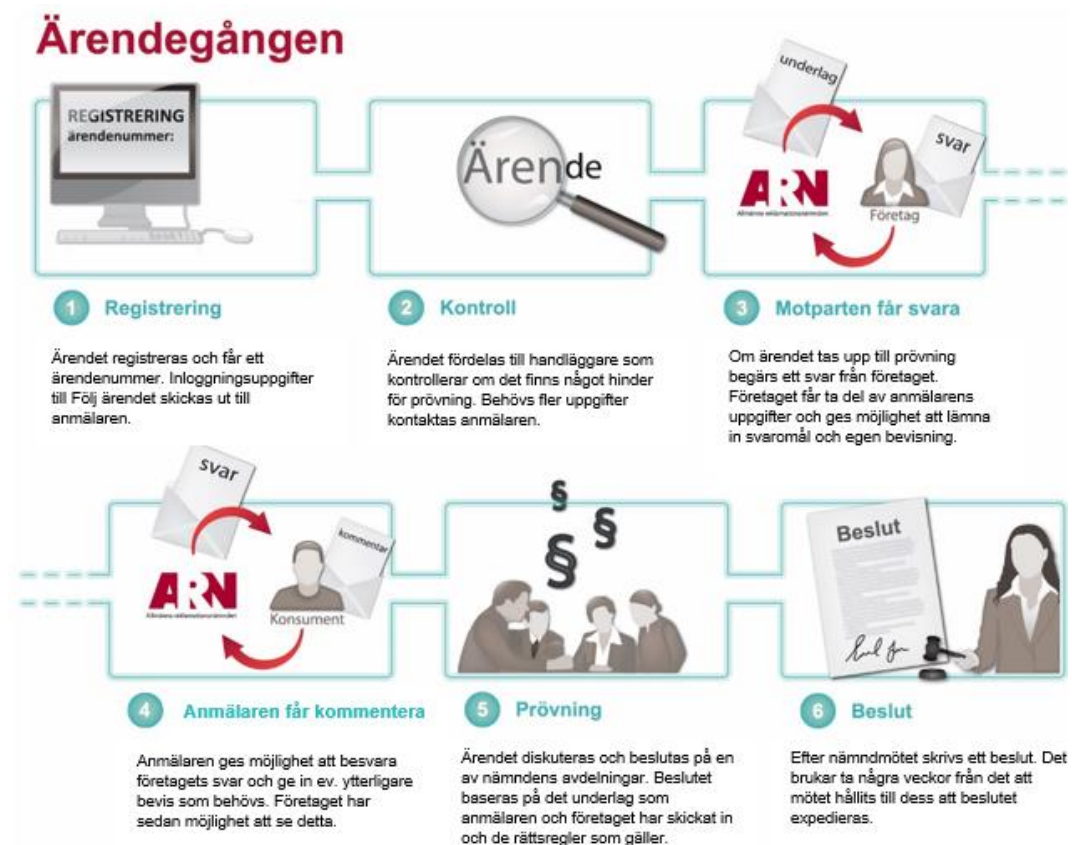 Ärendegången
REGISTRERING
ärendenummer:
Ärende
underlag
svar
ARN
Allmänna reklamationsnämnden
Företag
1 Registrering
Ärendet registreras och får ett
ärendenummer. Inloggningsuppgifter
till Följ ärendet skickas ut till
anmälaren.
2 Kontroll
Ärendet fördelas till handläggare som
kontrollerar om det finns något hinder
för prövning. Behövs fler uppgifter
kontaktas anmälaren.
3 Motparten får svara
Om ärendet tas upp till prövning
begärs ett svar från företaget.
Företaget får ta del av anmälarens
uppgifter och ges möjlighet att lämna
in svaromål och egen bevisning.
svar
kommentar
ARN
Allmänna reklamationsnämnden
Konsument
§
§
§
Beslut
4 Anmälaren får kommentera
Anmälaren ges möjlighet att besvara
företagets svar och ge in ev. ytterligare
bevis som behövs. Företaget har
sedan möjlighet att se detta.
5 Prövning
Ärendet diskuteras och beslutas på en
av nämndens avdelningar. Beslutet
baseras på det underlag som
anmälaren och företaget har skickat in
och de rättsregler som gäller.
6 Beslut
Efter nämndmötet skrivs ett beslut. Det
brukar ta några veckor från det att
mötet hållits till dess att beslutet
expedieras.